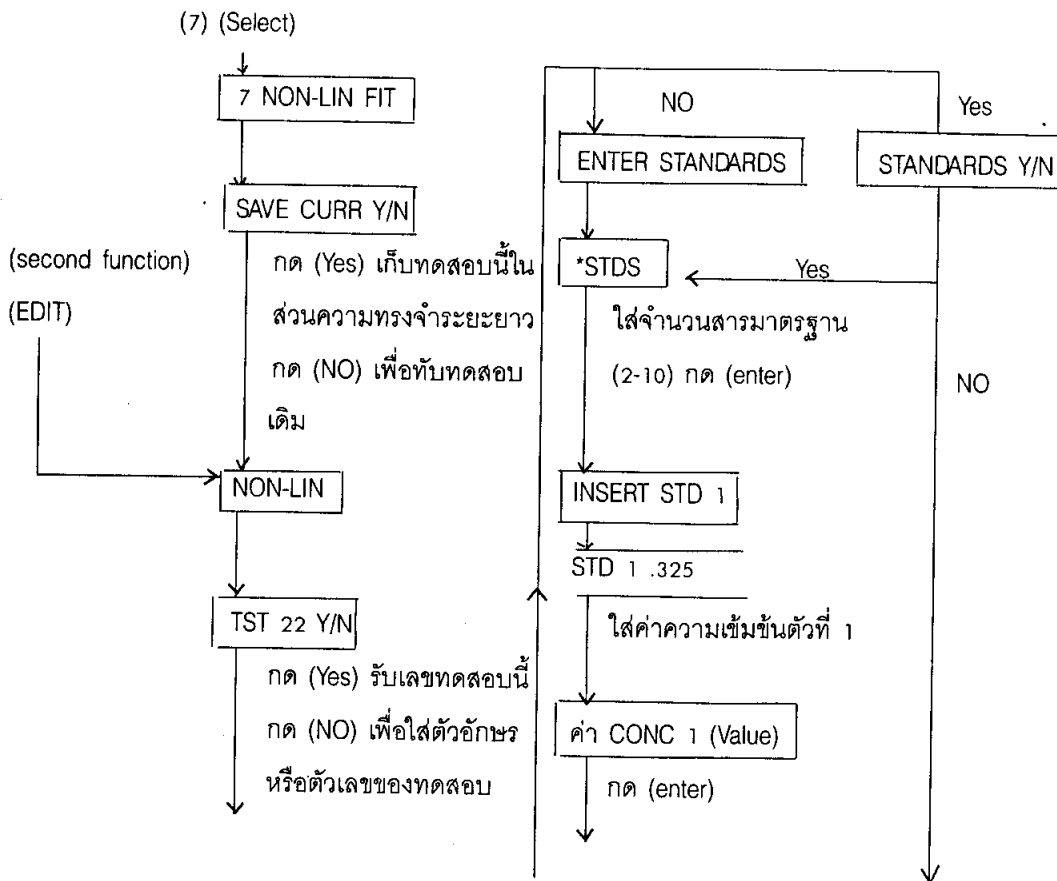 (7) (Select)
7 NON-LIN FIT
SAVE CURR Y/N
(second function)
(EDIT)
กด (Yes) เก็บทดสอบนี้ใน
ส่วนความทรงจำระยะยาว
กด (NO) เพื่อทับทดสอบ
เดิม
NON-LIN
TST 22 Y/N
กด (Yes) รับเลขทดสอบนี้
กด (NO) เพื่อใส่ตัวอักษร
หรือตัวเลขของทดสอบ
NO
ENTER STANDARDS
*STDS
ใส่จำนวนสารมาตรฐาน
(2-10) กด (enter)
INSERT STD 1
STD 1 .325
ใส่ค่าความเข้มข้นตัวที่ 1
ค่า CONC 1 (Value)
กด (enter)
Yes
STANDARDS Y/N
Yes
NO